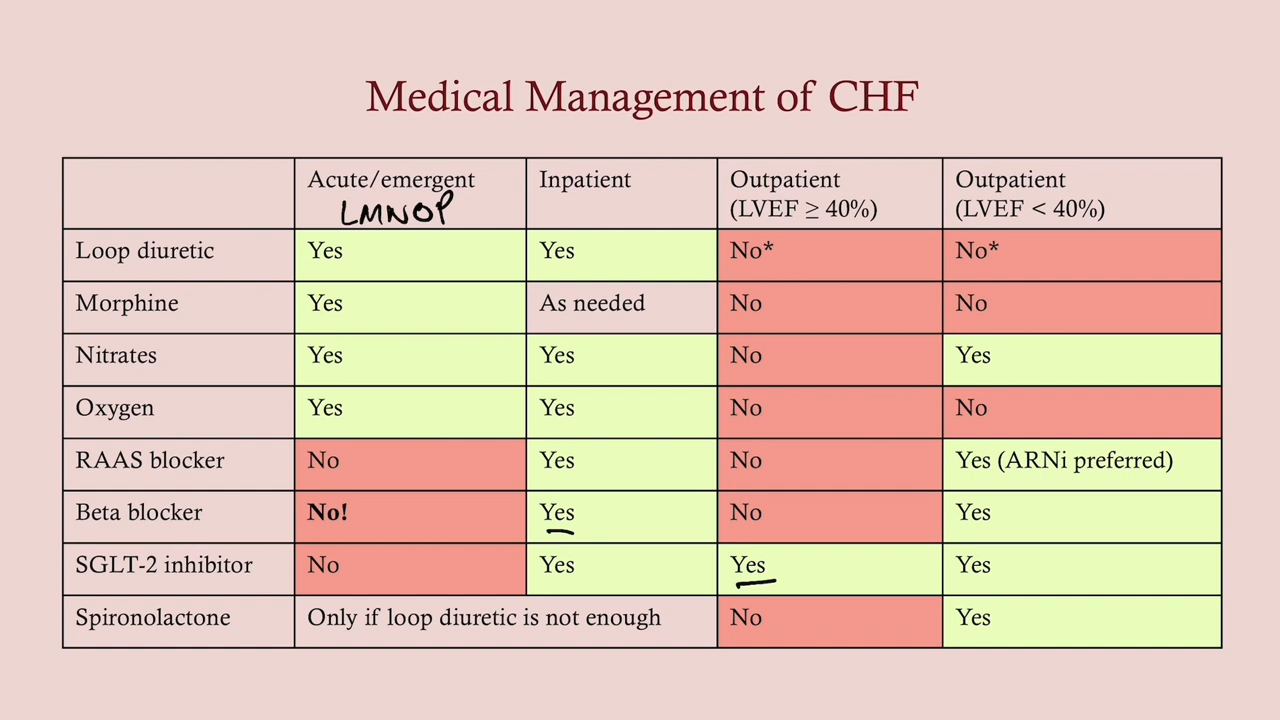 Medical Management of CHF
Acute/emergent Inpatient Outpatient Outpatient
LMNOP (LVEF ≥ 40%) (LVEF < 40%)
Loop diuretic Yes Yes No* No*
Morphine Yes As needed No No
Nitrates Yes Yes No Yes
Oxygen Yes Yes No No
RAAS blocker No Yes No Yes (ARNi preferred)
Beta blocker No! Yes No Yes
SGLT-2 inhibitor No Yes Yes Yes
Spironolactone Only if loop diuretic is not enough No Yes